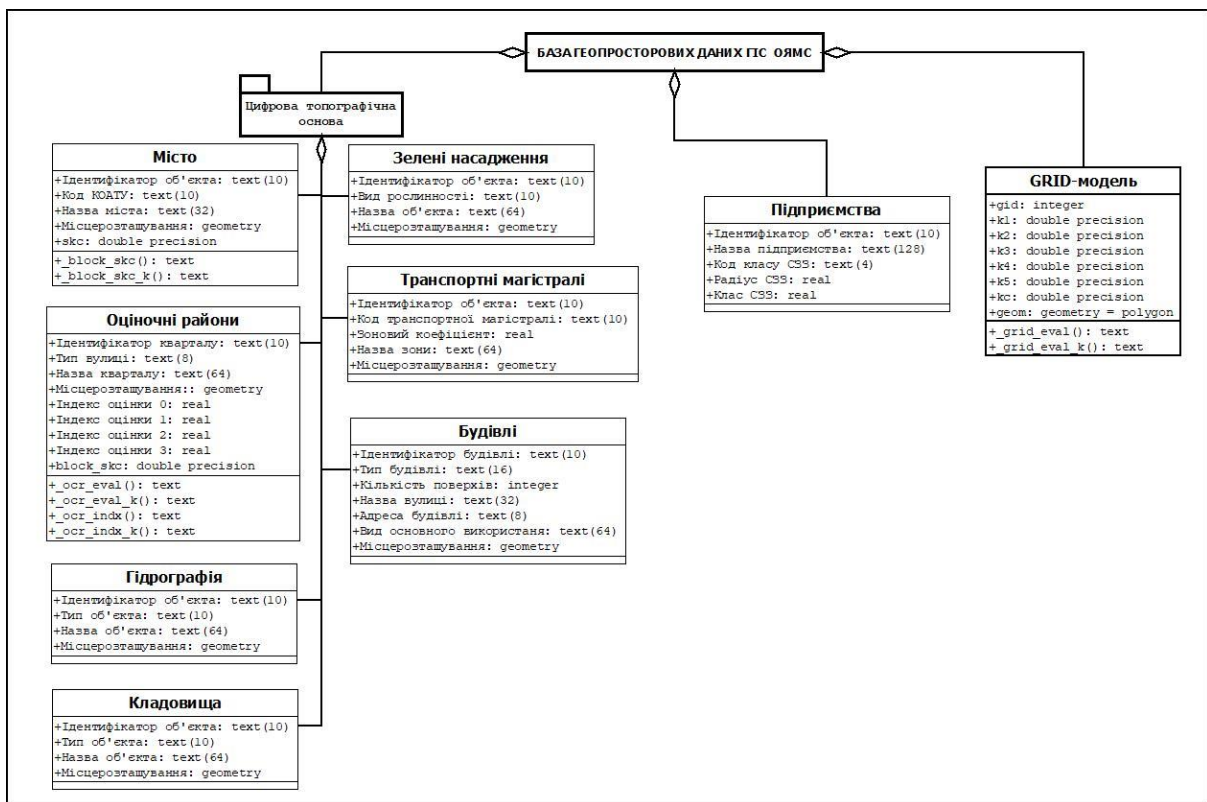 БАЗА ГЕОПРОСТОРОВИХ ДАНИХ ГІС ОЯМС
Цифрова топографічна
основа
Місто
+Ідентифікатор об'єкта: text(10)
+Код КОАТУ: text(10)
+Назва міста: text(32)
+Місцерозташування: geometry
+skc: double precision
+_block_skc(): text
+_block_skc_k(): text
Зелені насадження
+Ідентифікатор об'єкта: text(10)
+Вид рослинності: text(10)
+Назва об'єкта: text(64)
+Місцерозташування: geometry
Транспортні магістралі
+Ідентифікатор об'єкта: text(10)
+Код транспортної магістралі: text(10)
+Зоновий коефіцієнт: real
+Назва зони: text(64)
+Місцерозташування: geometry
Оціночні райони
+Ідентифікатор кварталу: text(10)
+Тип вулиці: text(8)
+Назва кварталу: text(64)
+Місцерозташування:: geometry
+Індекс оцінки 0: real
+Індекс оцінки 1: real
+Індекс оцінки 2: real
+Індекс оцінки 3: real
+block_skc: double precision
+_ocr_eval(): text
+_ocr_eval_k(): text
+_ocr_indx(): text
+_ocr_indx_k(): text
Будівлі
+Ідентифікатор будівлі: text(10)
+Тип будівлі: text(16)
+Кількість поверхів: integer
+Назва вулиці: text(32)
+Адреса будівлі: text(8)
+Вид основного використаня: text(64)
+Місцерозташування: geometry
Гідрографія
+Ідентифікатор об'єкта: text(10)
+Тип об'єкта: text(10)
+Назва об'єкта: text(64)
+Місцерозташування: geometry
Кладовища
+Ідентифікатор об'єкта: text(10)
+Тип об'єкта: text(10)
+Назва об'єкта: text(64)
+Місцерозташування: geometry
Підприємства
+Ідентифікатор об'єкта: text(10)
+Назва підприємства: text(128)
+Код класу СЗЗ: text(4)
+Радіус СЗЗ: real
+Клас СЗЗ: real
GRID-модель
+gid: integer
+k1: double precision
+k2: double precision
+k3: double precision
+k4: double precision
+k5: double precision
+kc: double precision
+geom: geometry = polygon
+_grid_eval(): text
+_grid_eval_k(): text